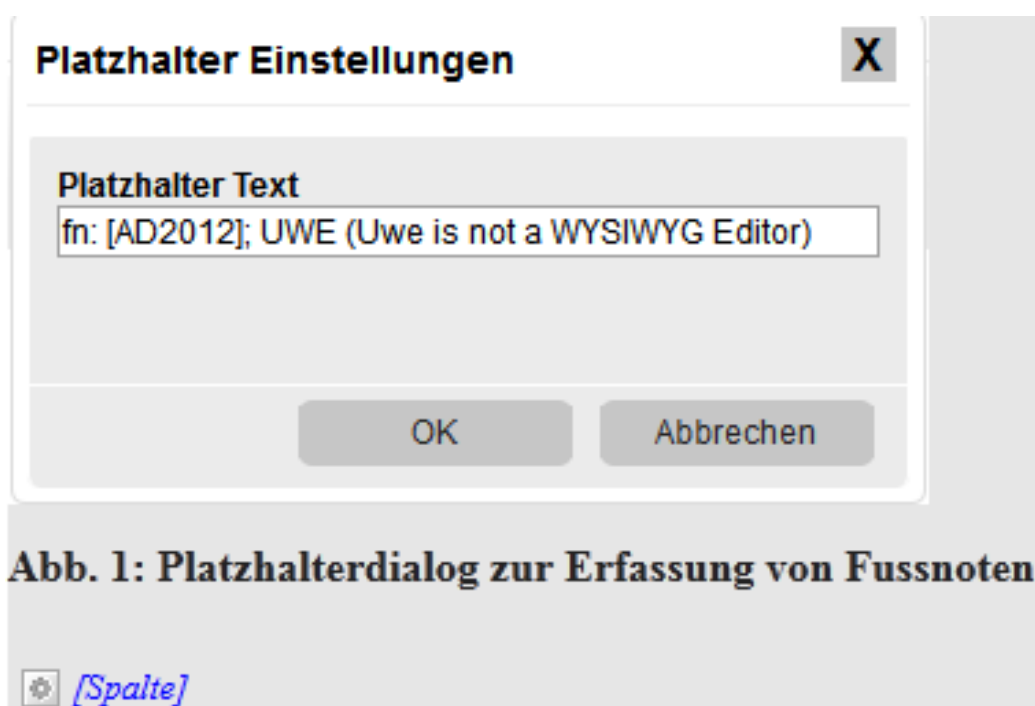 Platzhalter Einstellungen X
Platzhalter Text
fn: [AD2012]; UWE (Uwe is not a WYSIWYG Editor)
OK Abbrechen
Abb. 1: Platzhalterdialog zur Erfassung von Fussnoten
[Spalte]